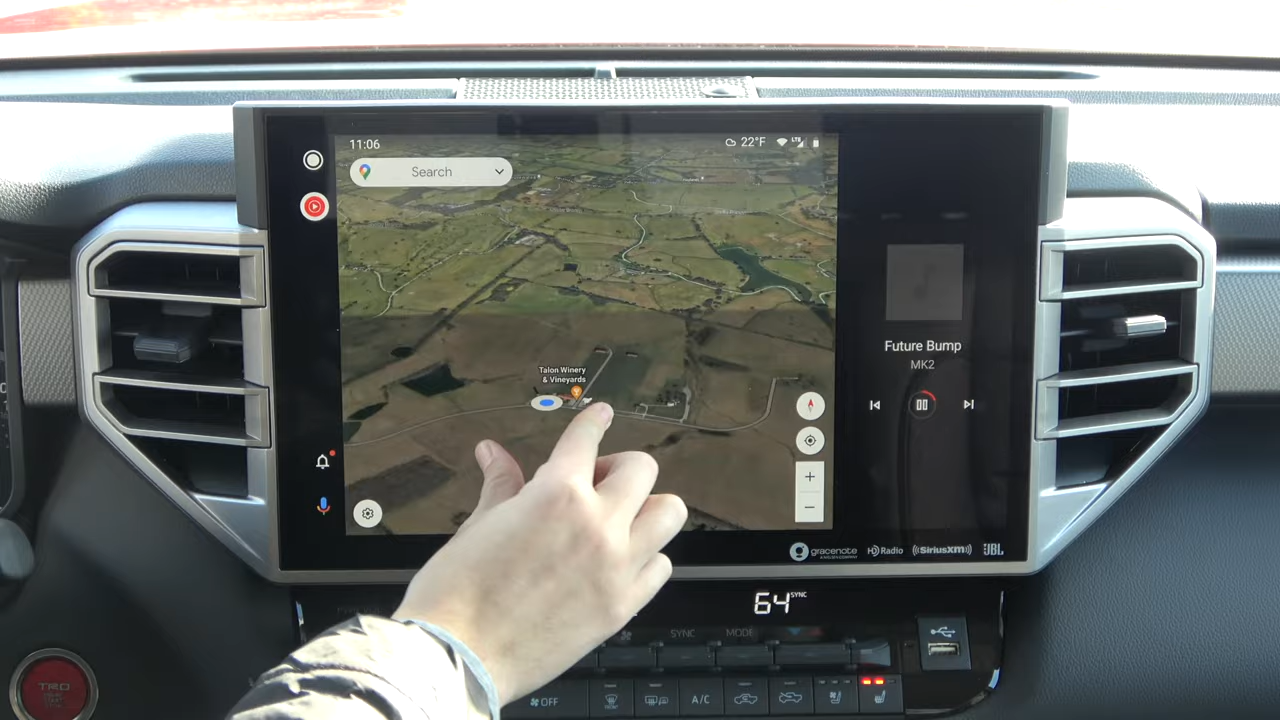 11:06
22°F
LTE
Search
Talon Winery
& Vineyards
Future Bump
MK2
+
−
gracenote
HD Radio
((SiriusXM))
JBL
64 SYNC
SYNC
MODE
OFF
A/C
TRD